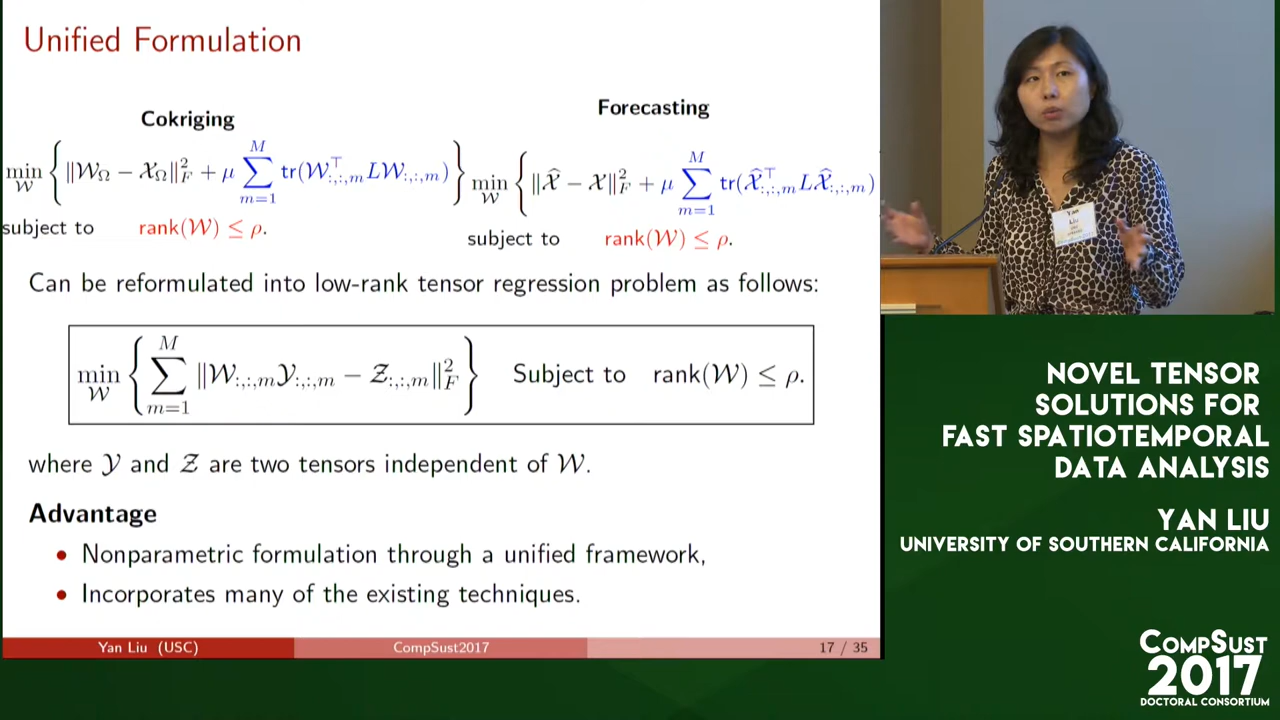 Unified Formulation
Cokriging
min_𝒲 { ‖𝒲_Ω − 𝒳_Ω‖²_F + μ ∑_{m=1}^{M} tr(𝒲^⊤_{:,:,m} L𝒲_{:,:,m}) }
subject to rank(𝒲) ≤ ρ.
Forecasting
min_𝒲 { ‖𝒳̂ − 𝒳‖²_F + μ ∑_{m=1}^{M} tr(𝒳̂^⊤_{:,:,m} L𝒳̂_{:,:,m})
subject to rank(𝒲) ≤ ρ.
Can be reformulated into low-rank tensor regression problem as follows:
min_𝒲 { ∑_{m=1}^{M} ‖𝒲_{:,:,m}𝒴_{:,:,m} − 𝒵_{:,:,m}‖²_F } Subject to rank(𝒲) ≤ ρ.
where 𝒴 and 𝒵 are two tensors independent of 𝒲.
Advantage
• Nonparametric formulation through a unified framework,
• Incorporates many of the existing techniques.
Yan Liu (USC) CompSust2017 17 / 35
Yan
Liu
NOVEL TENSOR
SOLUTIONS FOR
FAST SPATIOTEMPORAL
DATA ANALYSIS
YAN LIU
UNIVERSITY OF SOUTHERN CALIFORNIA
COMPSUST
2017
DOCTORAL CONSORTIUM